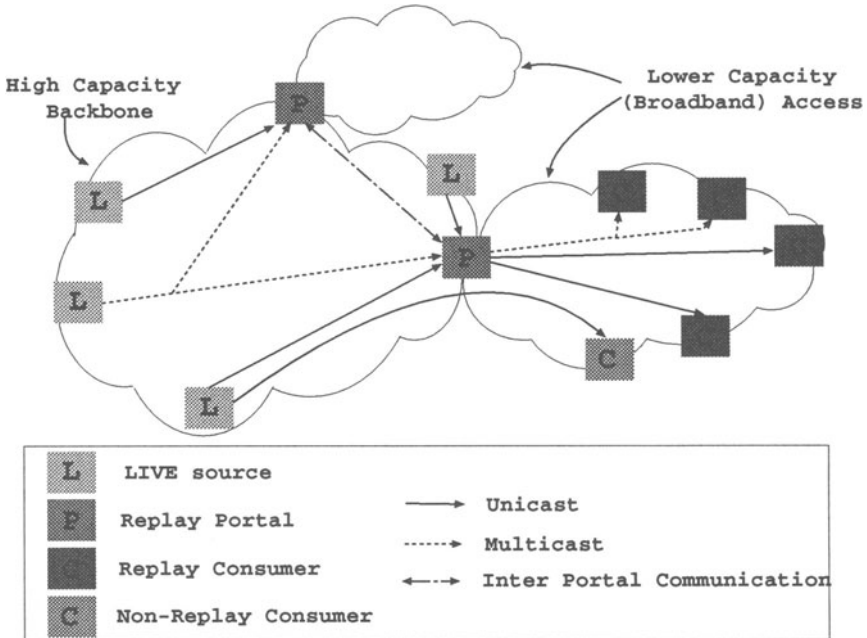 High Capacity
Backbone
Lower Capacity
(Broadband) Access
P
L
L
P
L
L
C
L LIVE source
P Replay Portal
C Replay Consumer
C Non-Replay Consumer
Unicast
Multicast
Inter Portal Communication